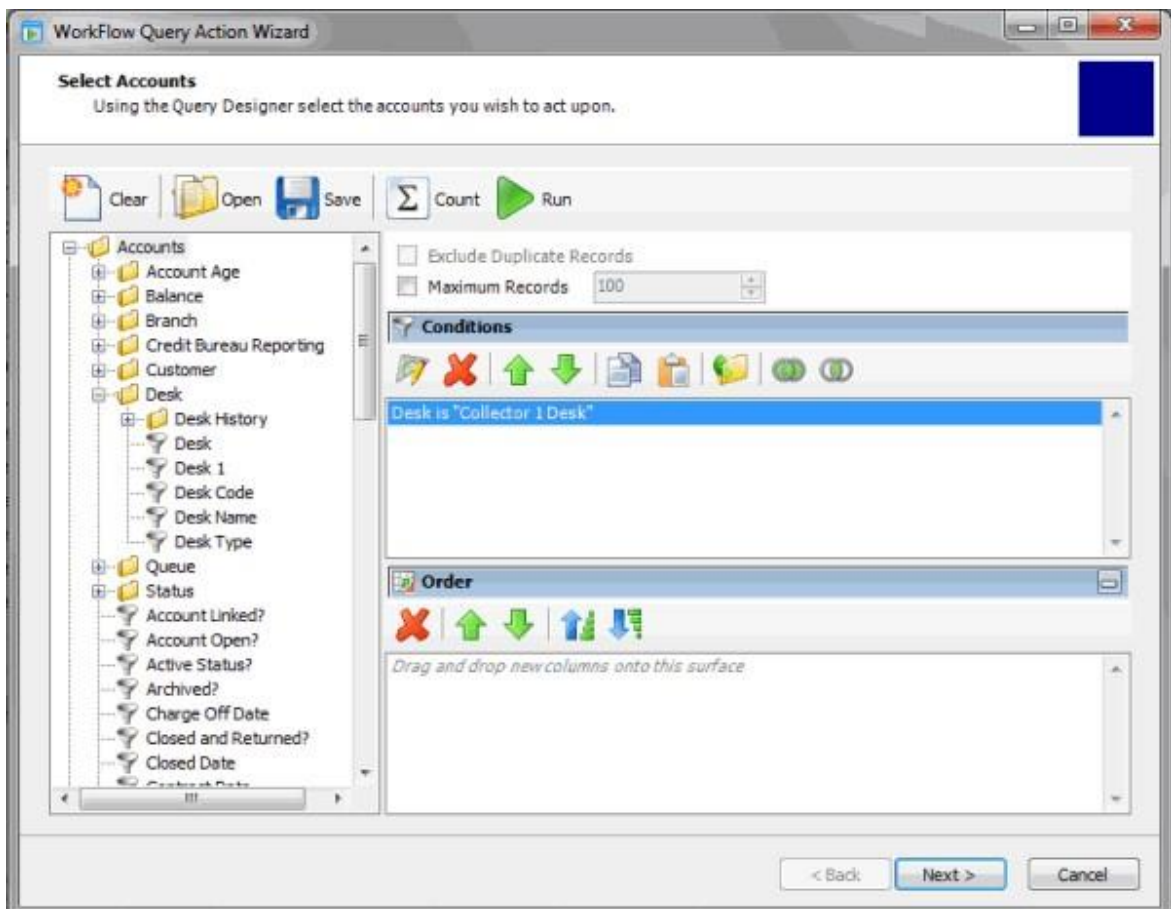 WorkFlow Query Action Wizard
Select Accounts
Using the Query Designer select the accounts you wish to act upon.
Clear Open Save Σ Count Run
Accounts
Account Age
Balance
Branch
Credit Bureau Reporting
Customer
Desk
Desk History
Desk
Desk 1
Desk Code
Desk Name
Desk Type
Queue
Status
Account Linked?
Account Open?
Active Status?
Archived?
Charge Off Date
Closed and Returned?
Closed Date
Exclude Duplicate Records
Maximum Records 100
Conditions
Desk is "Collector 1 Desk"
Order
Drag and drop new columns onto this surface
< Back Next > Cancel